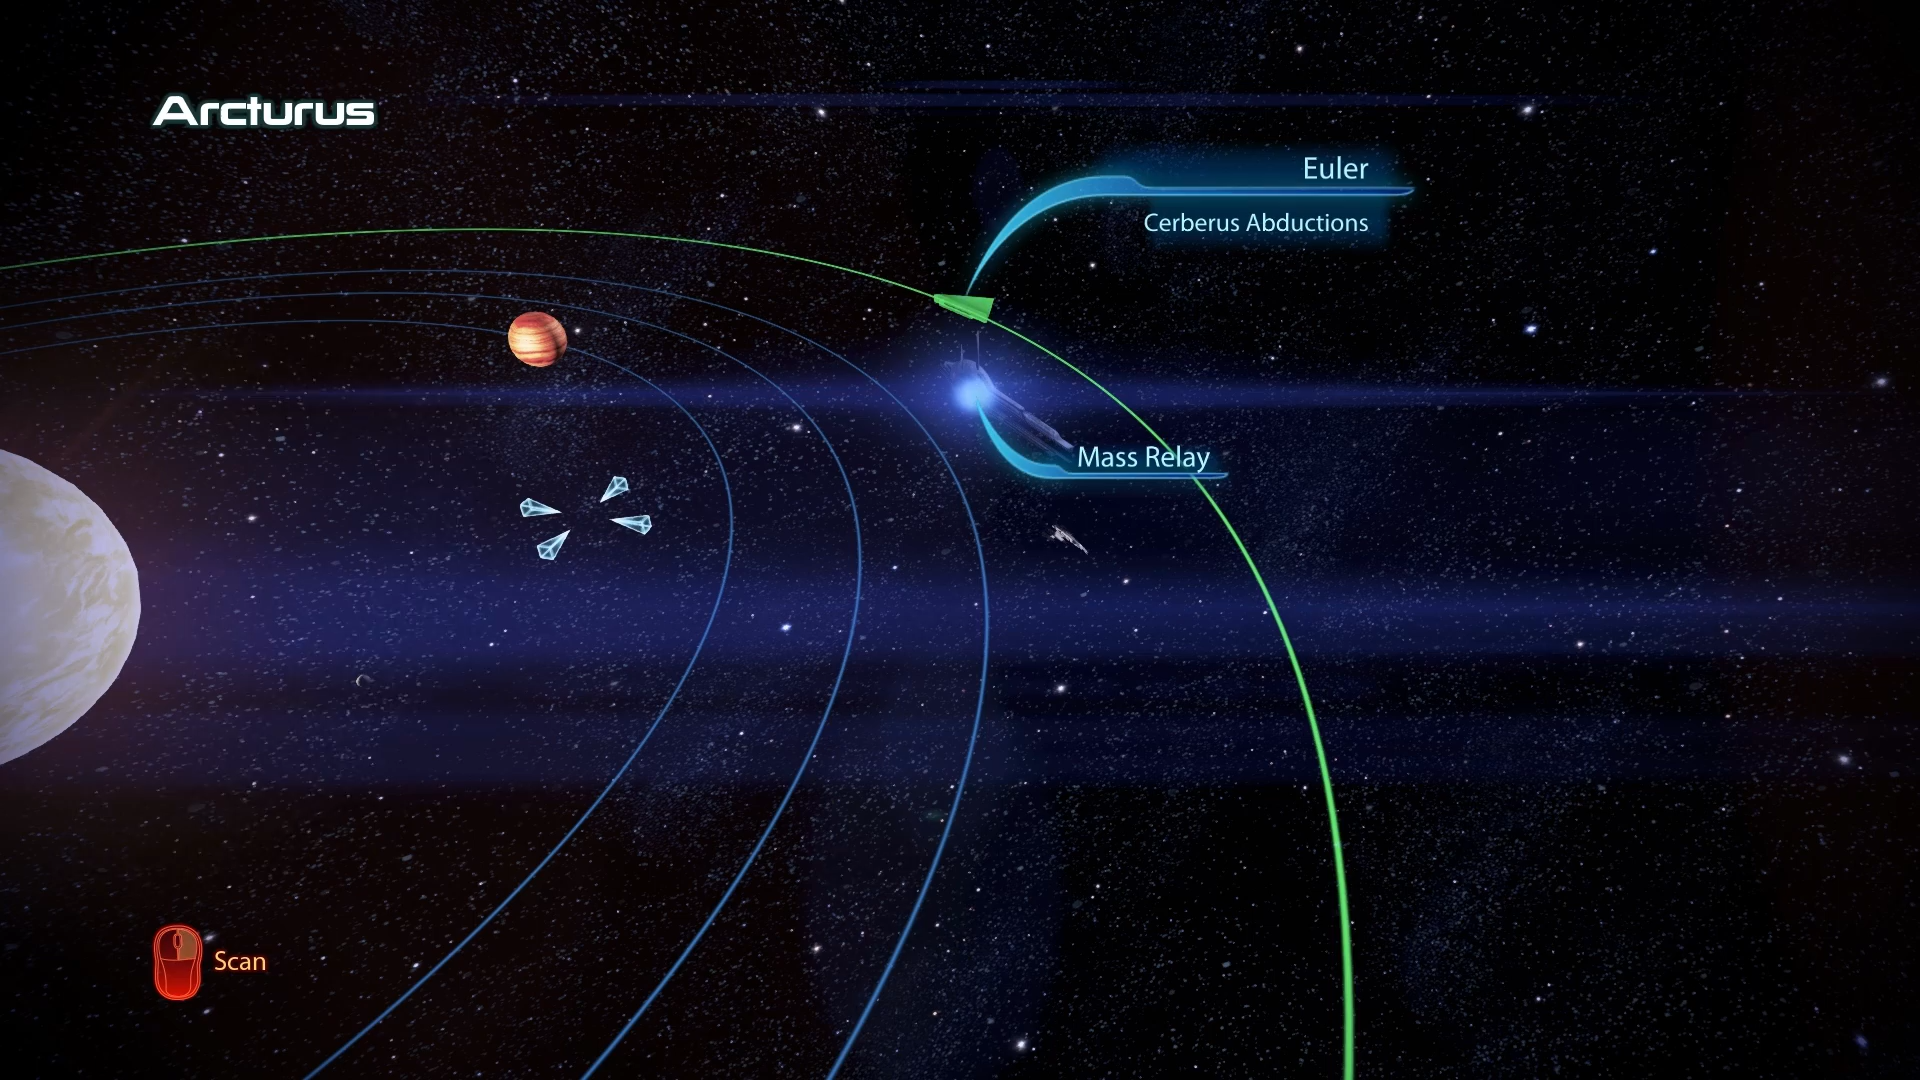 Arcturus
Euler
Cerberus Abductions
Mass Relay
Scan